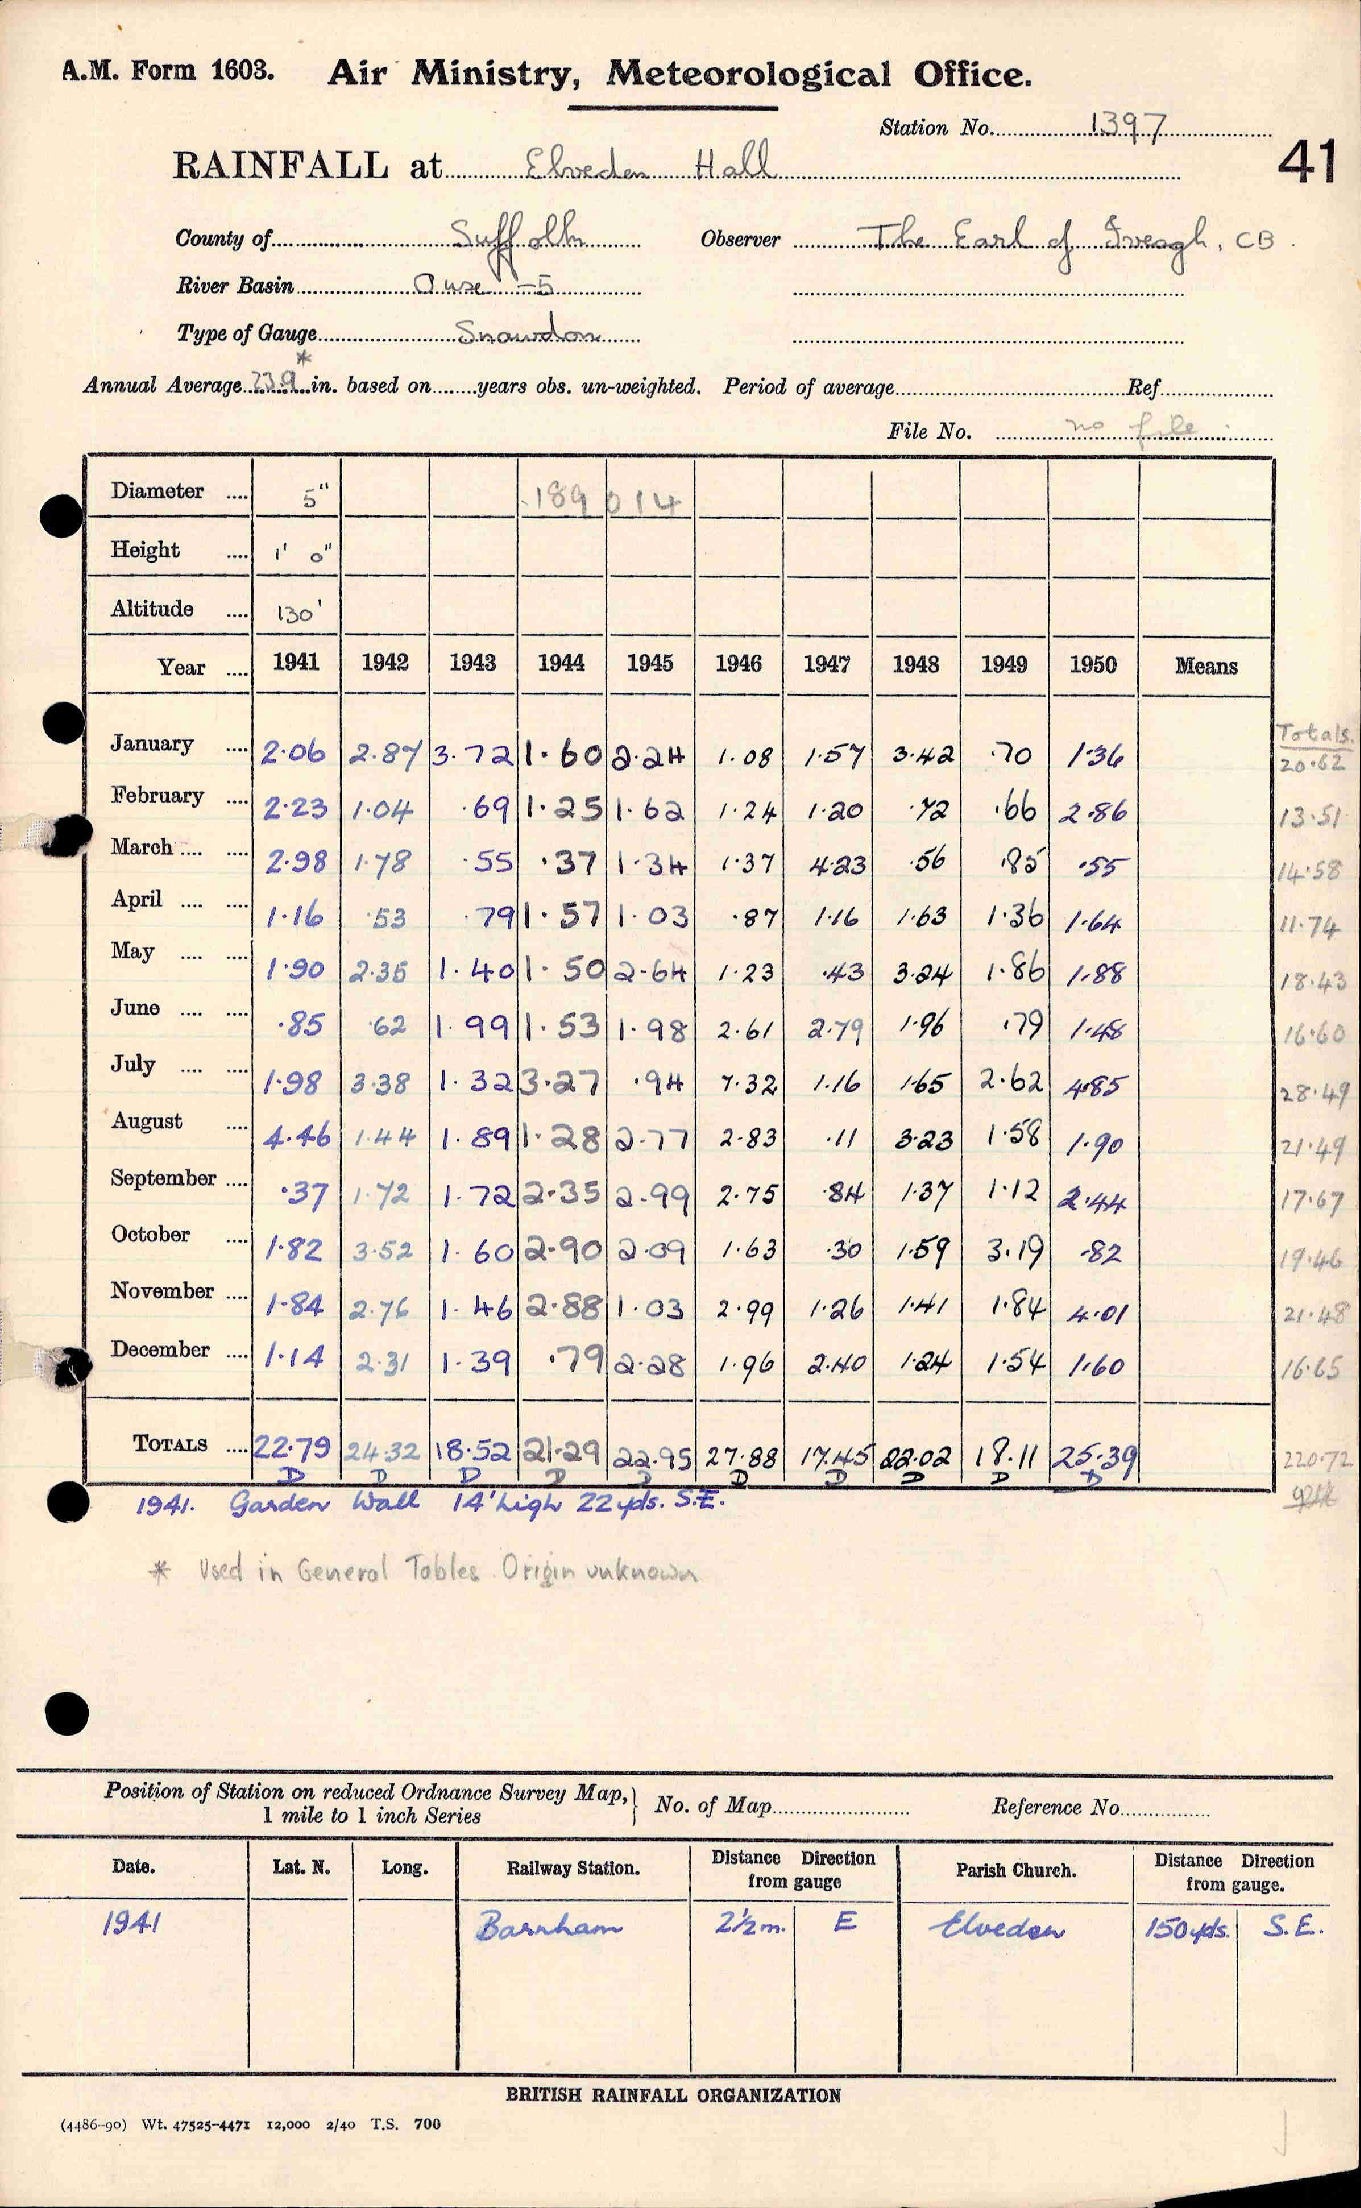 A.M. Form 1603. Air Ministry, Meteorological Office.
Station No. 1397
41
RAINFALL at Elveden Hall
County of Suffolk Observer The Earl of Iveagh, CB.
River Basin Ouse -5
Type of Gauge Snowdon
Annual Average 23.9* in. based on years obs. un-weighted. Period of average Ref
File No. no file
Diameter .... 5" 189014
Height .... 1' 0"
Altitude .... 130'
Year .... 1941 1942 1943 1944 1945 1946 1947 1948 1949 1950 Means
Totals.
January .... 2.06 2.87 3.72 1.60 2.24 1.08 1.57 3.42 .70 1.36 20.62
February .... 2.23 1.04 .69 1.25 1.62 1.24 1.20 .72 .66 2.86 13.51
March .... .... 2.98 1.78 .55 .37 1.34 1.37 4.23 .56 .85 .55 14.58
April .... .... 1.16 .53 .79 1.57 1.03 .87 1.16 1.63 1.36 1.64 11.74
May .... .... 1.90 2.35 1.40 1.50 2.64 1.23 .43 3.24 1.86 1.88 18.43
June .... .... .85 .62 1.99 1.53 1.98 2.61 2.79 1.96 .79 1.48 16.60
July .... .... 1.98 3.38 1.32 3.27 .94 7.32 1.16 1.65 2.62 4.85 28.49
August .... 4.46 1.44 1.89 1.28 2.77 2.83 .11 3.23 1.58 1.90 21.49
September .... .37 1.72 1.72 2.35 2.99 2.75 .84 1.37 1.12 2.44 17.67
October .... 1.82 3.52 1.60 2.90 2.09 1.63 .30 1.59 3.19 .82 19.46
November .... 1.84 2.76 1.46 2.88 1.03 2.99 1.26 1.41 1.84 4.01 21.48
December .... 1.14 2.31 1.39 .79 2.28 1.96 2.40 1.24 1.54 1.60 16.65
TOTALS .... 22.79 24.32 18.52 21.29 22.95 27.88 17.45 22.02 18.11 25.39 220.72
D D D D D D D D D D
1941. Garden Wall 14' high 22 yds. S.E.
* Used in General Tables. Origin unknown
Position of Station on reduced Ordnance Survey Map, } No. of Map Reference No.
1 mile to 1 inch Series
Date. Lat. N. Long. Railway Station. Distance Direction from gauge Parish Church. Distance Direction from gauge.
1941 Barnham 2½ m. E Elveden 150 yds. S.E.
BRITISH RAINFALL ORGANIZATION
(4486-90) Wt. 47525-4471 12,000 2/40 T.S. 700